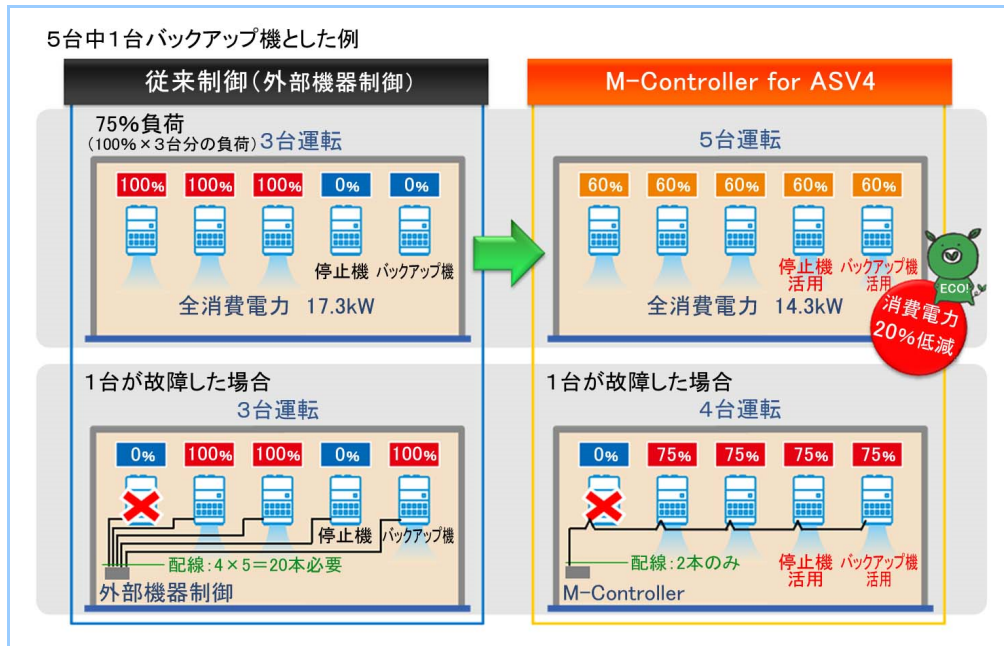 5台中1台バックアップ機とした例
従来制御(外部機器制御)
75%負荷
(100%×3台分の負荷)
3台運転
100% 100% 100% 0% 0%
停止機 バックアップ機
全消費電力 17.3kW
1台が故障した場合
3台運転
0% 100% 100% 0% 100%
停止機 バックアップ機
配線:4×5=20本必要
外部機器制御
M-Controller for ASV4
5台運転
60% 60% 60% 60% 60%
停止機 バックアップ機
活用 活用
全消費電力 14.3kW
ECO!
消費電力
20%低減
1台が故障した場合
4台運転
0% 75% 75% 75% 75%
配線:2本のみ
停止機 バックアップ機
活用 活用
M-Controller